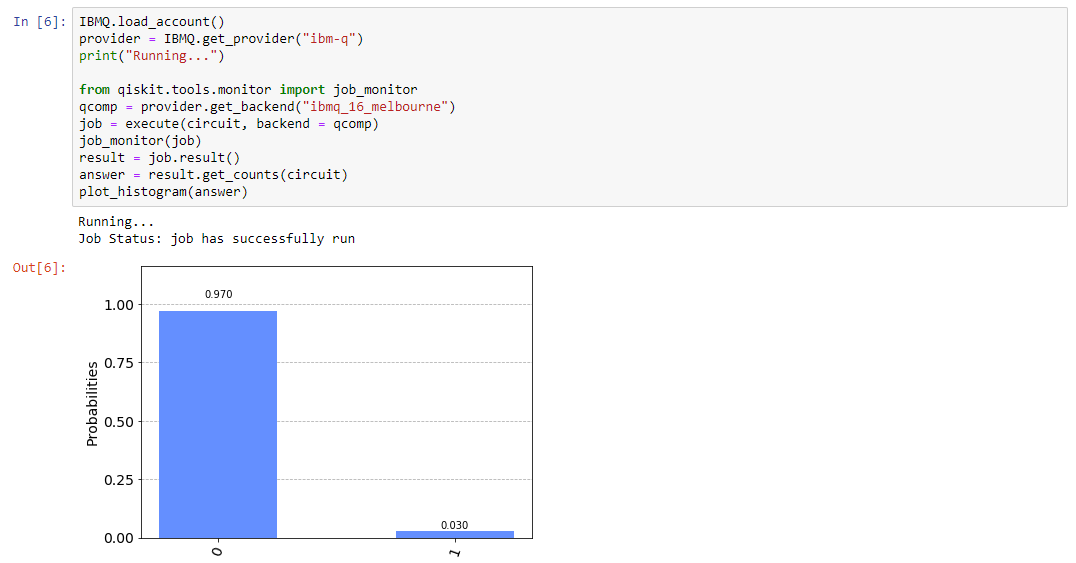 In [6]:
IBMQ.load_account()
provider = IBMQ.get_provider("ibm-q")
print("Running...")
from qiskit.tools.monitor import job_monitor
qcomp = provider.get_backend("ibmq_16_melbourne")
job = execute(circuit, backend = qcomp)
job_monitor(job)
result = job.result()
answer = result.get_counts(circuit)
plot_histogram(answer)
Running...
Job Status: job has successfully run
Out[6]:
0.970
1.00
0.75
Probabilities
0.50
0.25
0.030
0.00
0
1